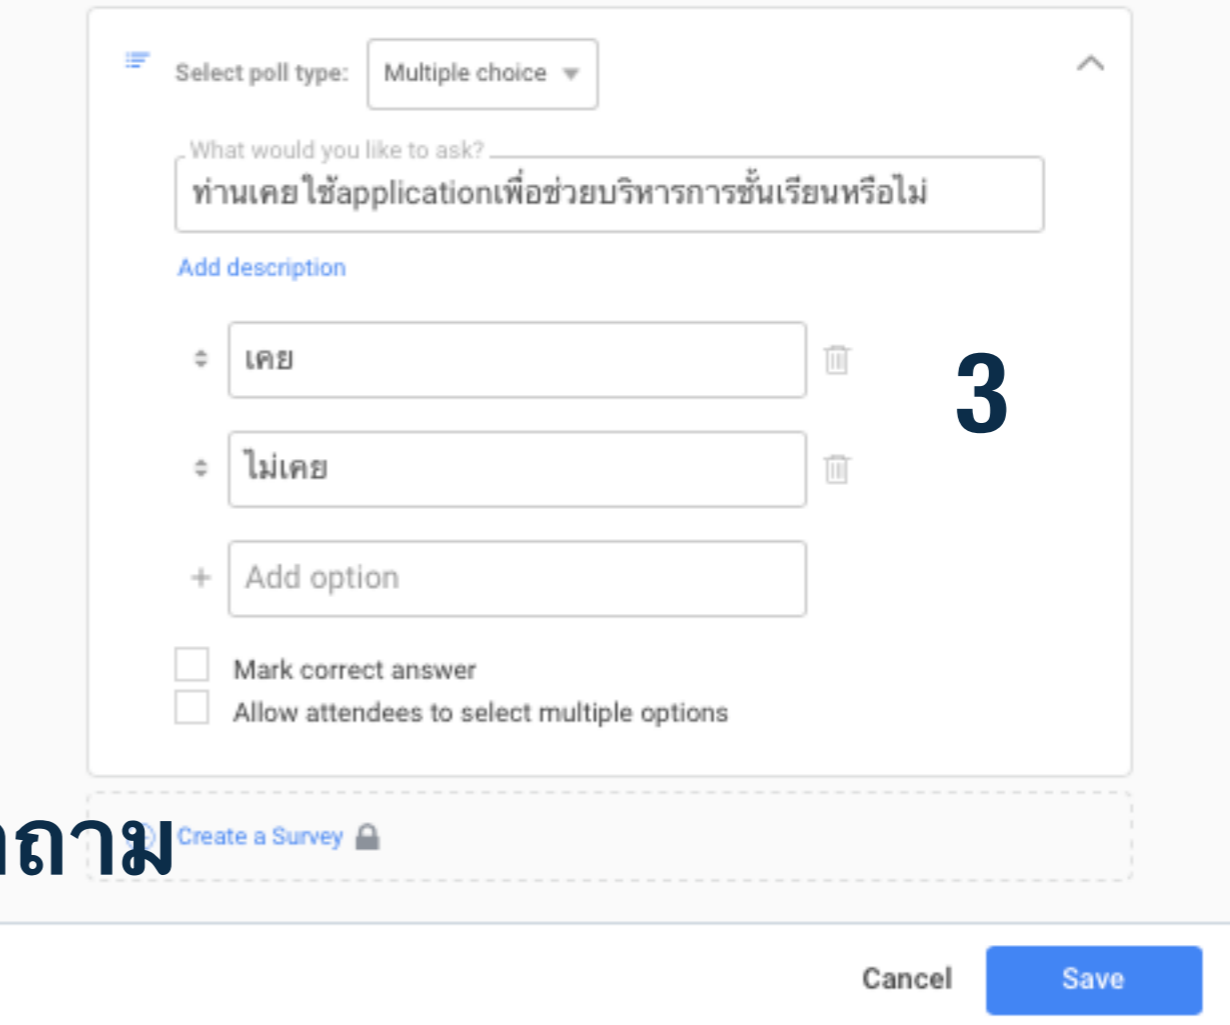 Select poll type: Multiple choice
What would you like to ask?
ท่านเคยใช้applicationเพื่อช่วยบริหารการชั้นเรียนหรือไม่
Add description
เคย
3
ไม่เคย
Add option
Mark correct answer
Allow attendees to select multiple options
ถาม
Create a Survey
Cancel Save